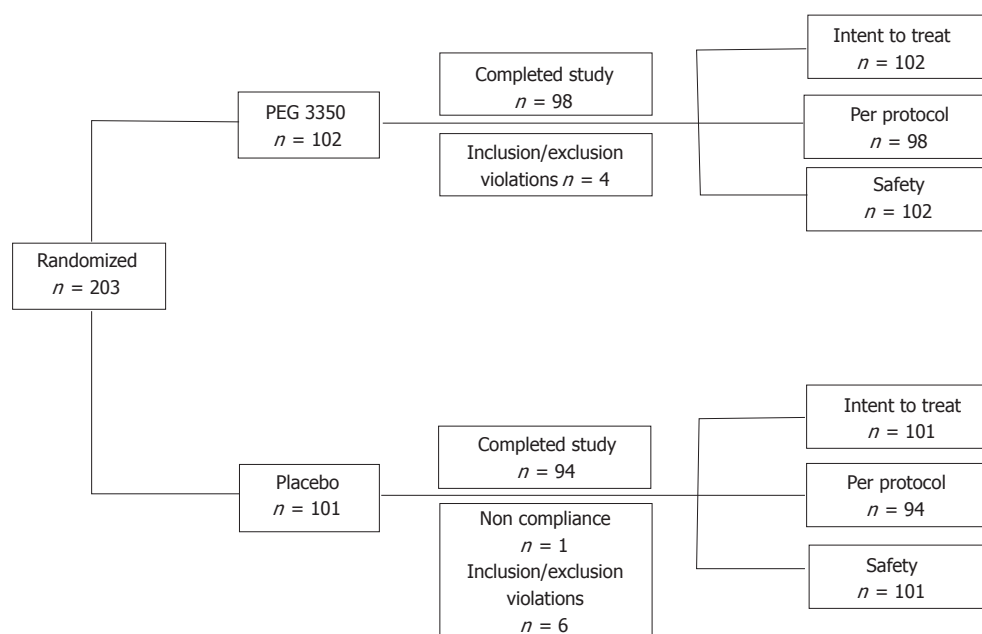 Randomized
n = 203
PEG 3350
n = 102
Completed study
n = 98
Inclusion/exclusion
violations n = 4
Intent to treat
n = 102
Per protocol
n = 98
Safety
n = 102
Placebo
n = 101
Completed study
n = 94
Non compliance
n = 1
Inclusion/exclusion
violations
n = 6
Intent to treat
n = 101
Per protocol
n = 94
Safety
n = 101